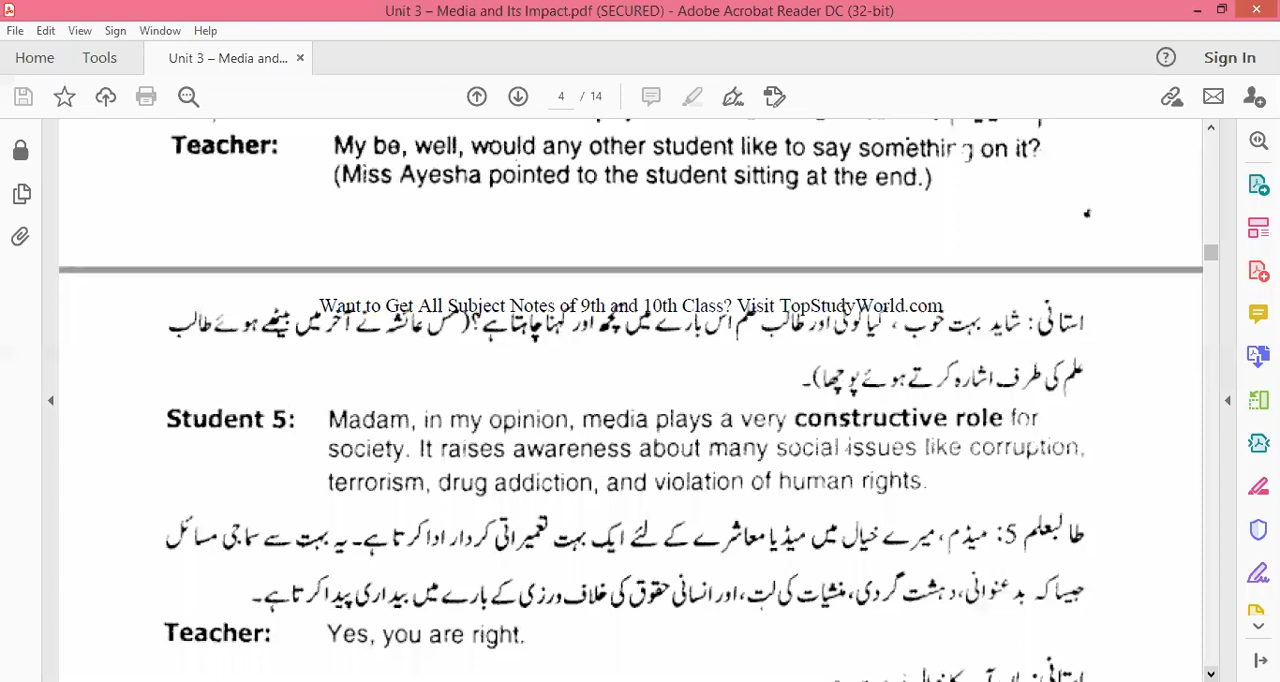 Unit 3 – Media and Its Impact.pdf (SECURED) - Adobe Acrobat Reader DC (32-bit)
File Edit View Sign Window Help
Home Tools Unit 3 – Media and... × Sign In
4 / 14
Teacher: My be, well, would any other student like to say something on it?
(Miss Ayesha pointed to the student sitting at the end.)
Want to Get All Subject Notes of 9th and 10th Class? Visit TopStudyWorld.com
استانی: شاید بہت خوب، کیا کوئی اور طالب علم اس بارے میں کچھ اور کہنا چاہتا ہے؟ (مس عائشہ نے آخر میں بیٹھے ہوئے طالب
علم کی طرف اشارہ کرتے ہوئے پوچھا)۔
Student 5: Madam, in my opinion, media plays a very constructive role for
society. It raises awareness about many social issues like corruption,
terrorism, drug addiction, and violation of human rights.
طالبعلم 5: میڈم، میرے خیال میں میڈیا معاشرے کے لئے ایک بہت تعمیراتی کردار ادا کرتا ہے۔ یہ بہت سے سماجی مسائل
جیسا کہ بدعنوانی، دہشت گردی، منشیات کی لت، اور انسانی حقوق کی خلاف ورزی کے بارے میں بیداری پیدا کرتا ہے۔
Teacher: Yes, you are right.